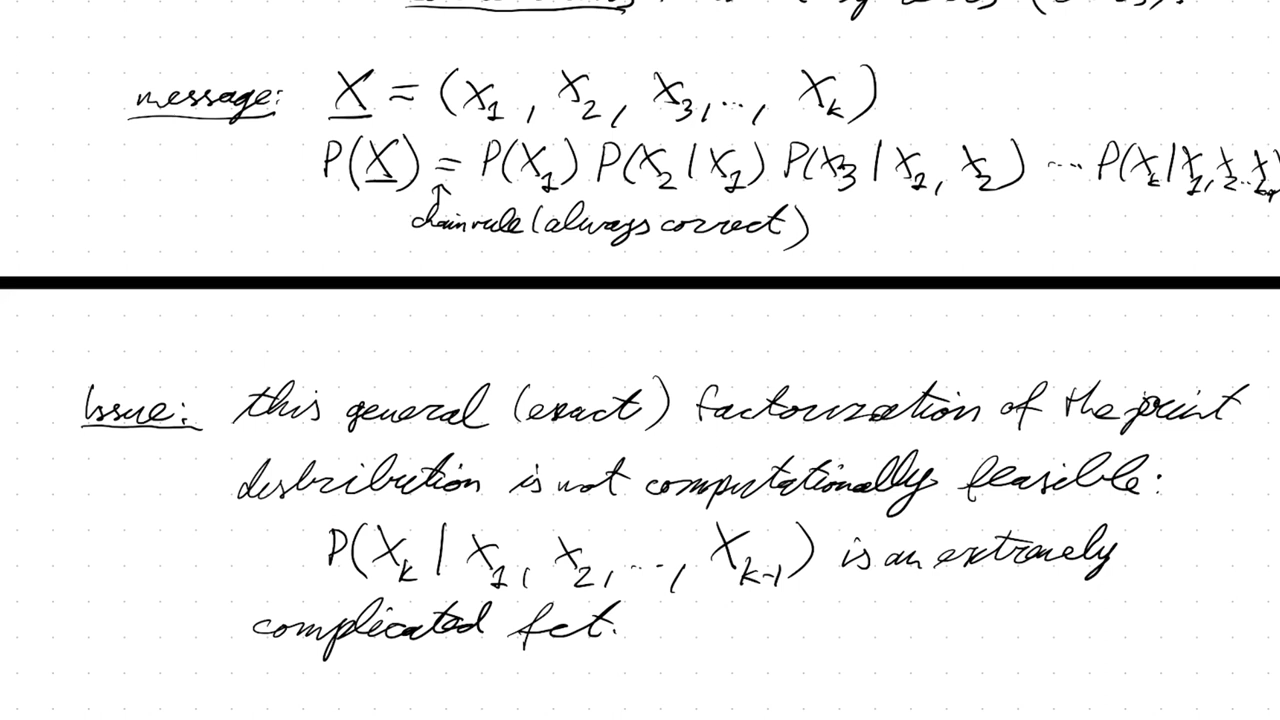 message: X = (X₁, X₂, X₃, ..., Xₖ)
P(X) = P(X₁) P(X₂ | X₁) P(X₃ | X₁, X₂) ... P(Xₖ | X₁, X₂...Xₖ₋₁)
chain rule (always correct)
Issue: this general (exact) factorization of the joint
distribution is not computationally feasible:
P(Xₖ | X₁, X₂, ..., Xₖ₋₁) is an extremely
complicated fct.